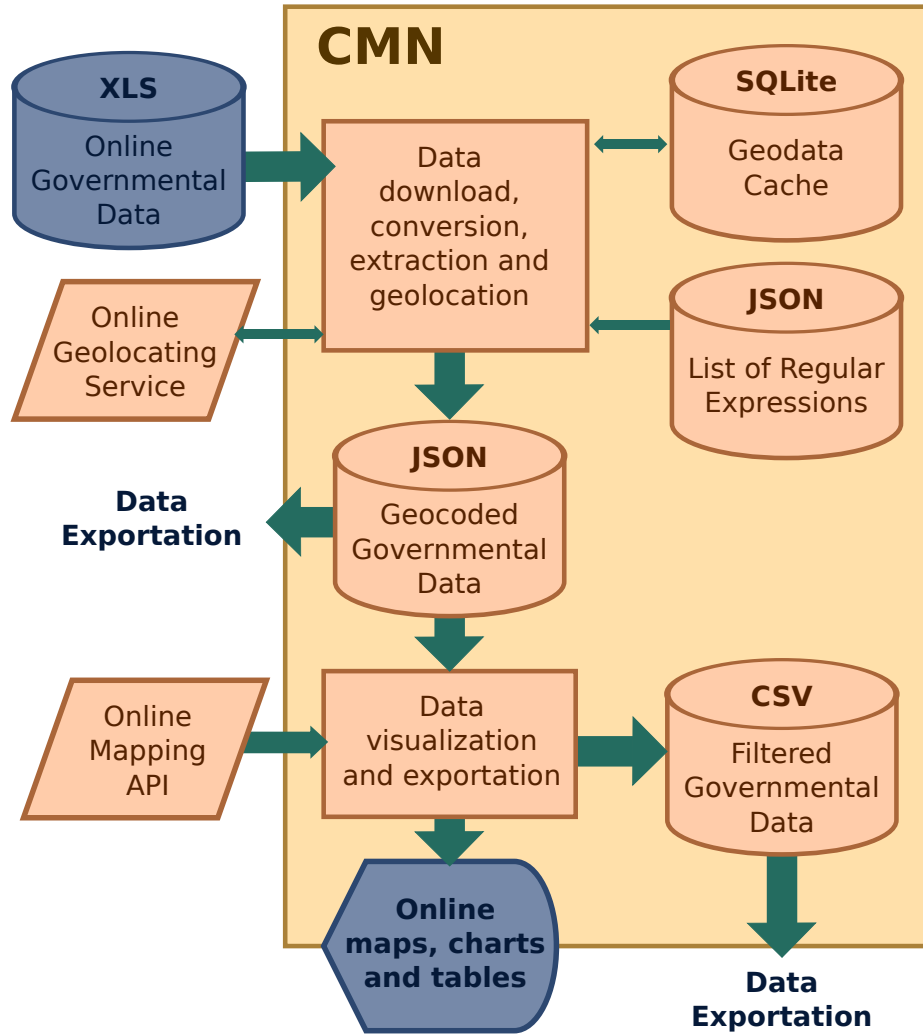 CMN
XLS
Online
Governmental
Data
Data
download,
conversion,
extraction and
geolocation
SQLite
Geodata
Cache
Online
Geolocating
Service
JSON
List of Regular
Expressions
JSON
Geocoded
Governmental
Data
Data
Exportation
Online
Mapping
API
Data
visualization
and exportation
CSV
Filtered
Governmental
Data
Online
maps, charts
and tables
Data
Exportation